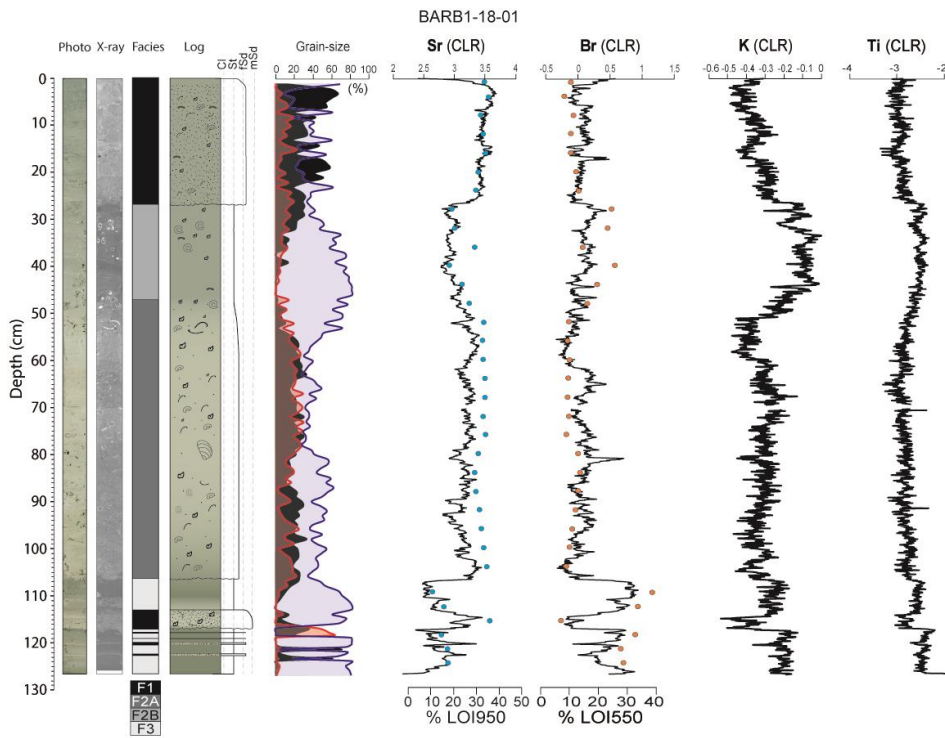 BARB1-18-01
Photo X-ray Facies Log Grain-size Sr (CLR) Br (CLR) K (CLR) Ti (CLR)
Cl St fSd mSd
0 20 40 60 80 100
(%)
2 2.5 3 3.5 4
-0.5 0 0.5 1 1.5
-0.6 -0.5 -0.4 -0.3 -0.2 -0.1 0
-4 -3 -2
Depth (cm)
0
10
20
30
40
50
60
70
80
90
100
110
120
130
10 20 30 40 50
0 10 20 30 40
% LOI950
% LOI550
F1
F2A
F2B
F3